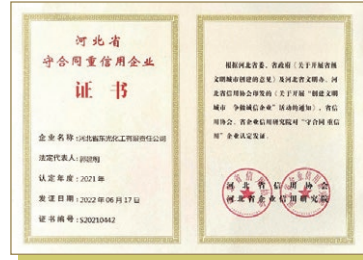 河北省
守合同重信用企业
证 书
企业名称：河北省东光化工有限责任公司
法定代表人：郭建明
认定年度：2021年
发证日期：2022年06月17日
证书编号：S20210442
根据河北省委、省政府《关于开展省级
文明城市创建的意见》及河北省文明办、河
北省信用协会印发的《关于开展“创建文明
城市 争做诚信企业”活动的通知》，省信
用协会、省企业信用研究院对“守合同 重信
用”企业认定发证。
河北省信用协会
河北省企业信用研究院